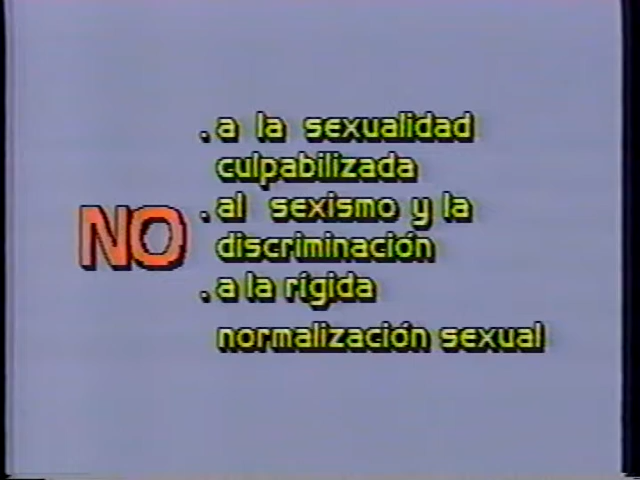 . a la sexualidad
culpabilizada
NO
. al sexismo y la
discriminación
. a la rígida
normalización sexual